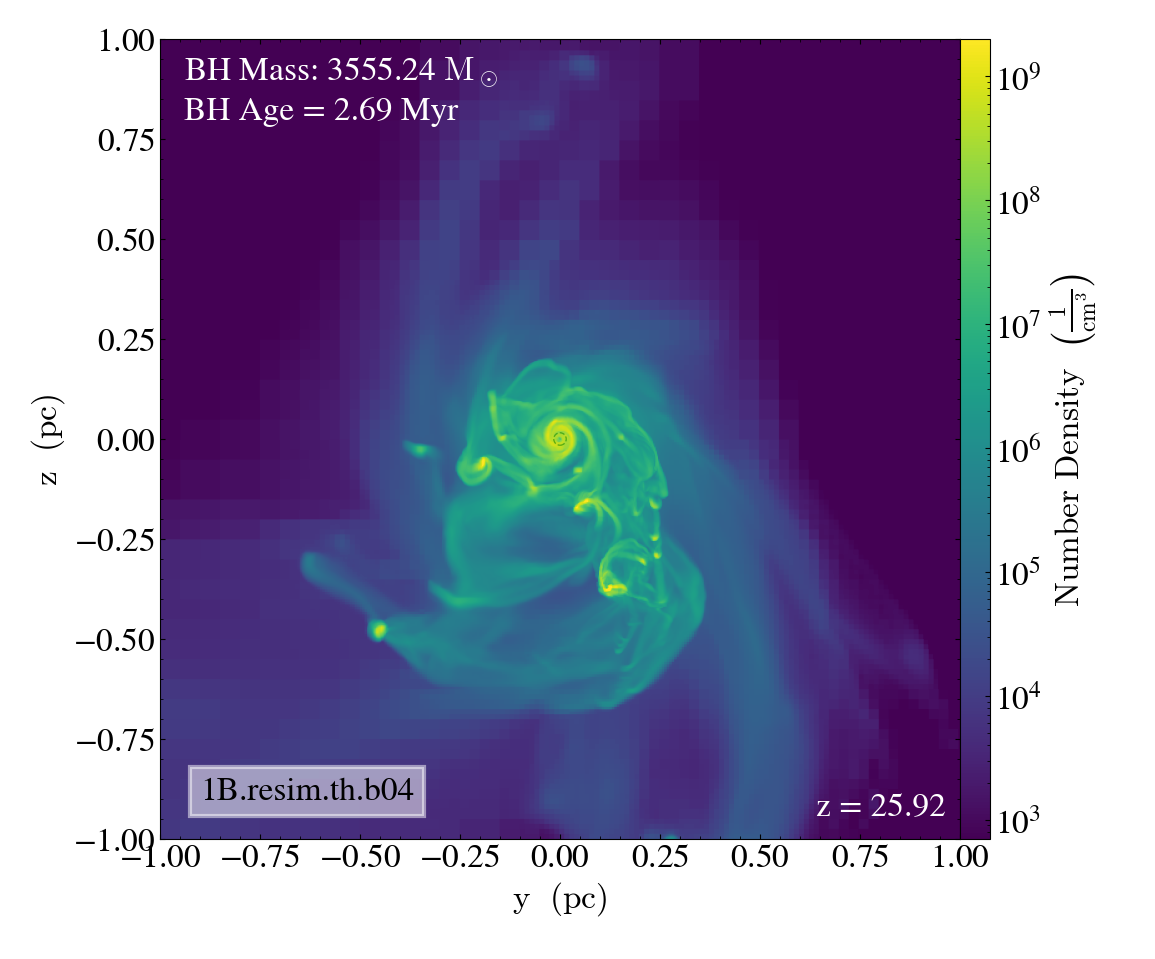 BH Mass: 3555.24 M⊙
BH Age = 2.69 Myr
1B.resim.th.b04
z = 25.92
1.00
0.75
0.50
0.25
0.00
−0.25
−0.50
−0.75
−1.00
z (pc)
−1.00 −0.75 −0.50 −0.25 0.00 0.25 0.50 0.75 1.00
y (pc)
10⁹
10⁸
10⁷
10⁶
10⁵
10⁴
10³
Number Density (1/cm³)